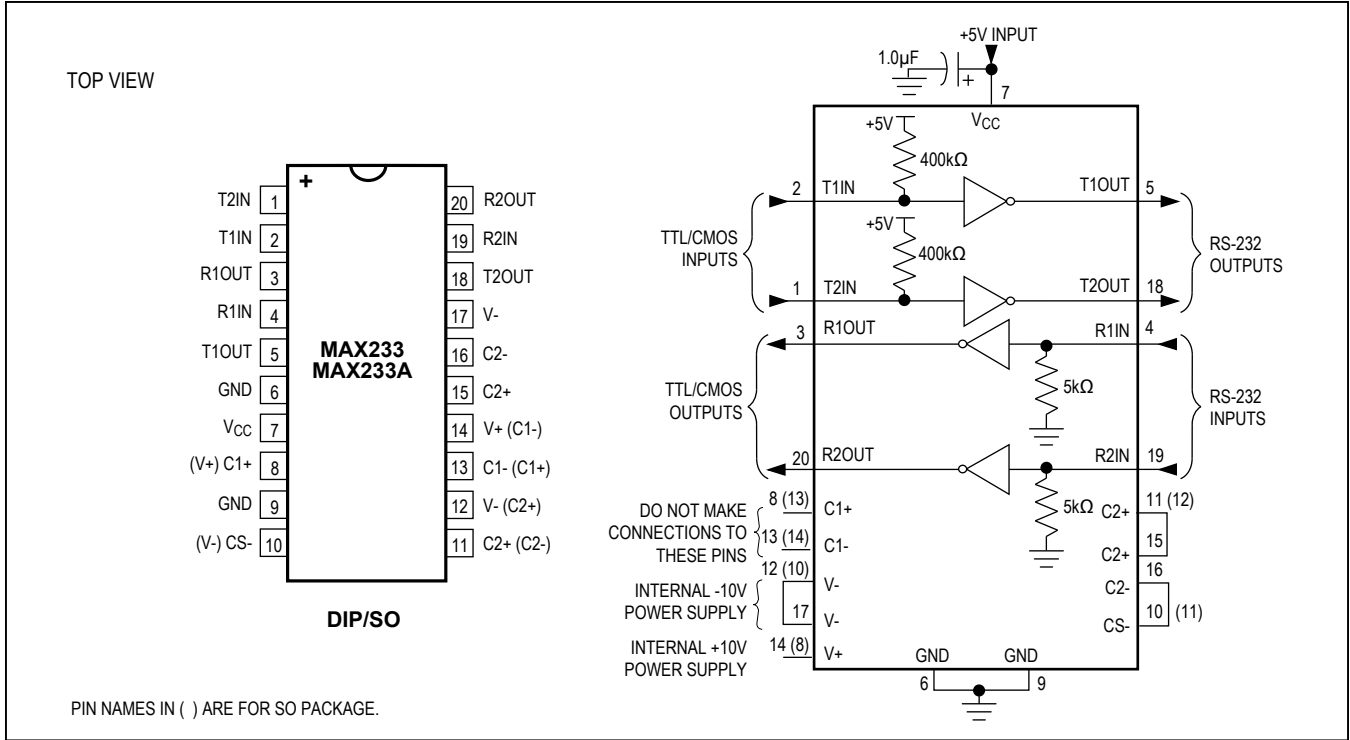 TOP VIEW
+
T2IN 1
T1IN 2
R1OUT 3
R1IN 4
T1OUT 5
GND 6
VCC 7
(V+) C1+ 8
GND 9
(V-) CS- 10
20 R2OUT
19 R2IN
18 T2OUT
17 V-
16 C2-
15 C2+
14 V+ (C1-)
13 C1- (C1+)
12 V- (C2+)
11 C2+ (C2-)
MAX233
MAX233A
DIP/SO
PIN NAMES IN ( ) ARE FOR SO PACKAGE.
+5V INPUT
1.0µF
+
7
VCC
+5V
400kΩ
2 T1IN
T1OUT 5
+5V
400kΩ
TTL/CMOS
INPUTS
RS-232
OUTPUTS
1 T2IN
T2OUT 18
3 R1OUT
R1IN 4
5kΩ
TTL/CMOS
OUTPUTS
RS-232
INPUTS
20 R2OUT
R2IN 19
5kΩ
DO NOT MAKE
CONNECTIONS TO
THESE PINS
8 (13) C1+
13 (14) C1-
INTERNAL -10V
POWER SUPPLY
12 (10) V-
17 V-
INTERNAL +10V
POWER SUPPLY
14 (8) V+
C2+ 11 (12)
C2+ 15
C2- 16
CS- 10 (11)
GND GND
6 9